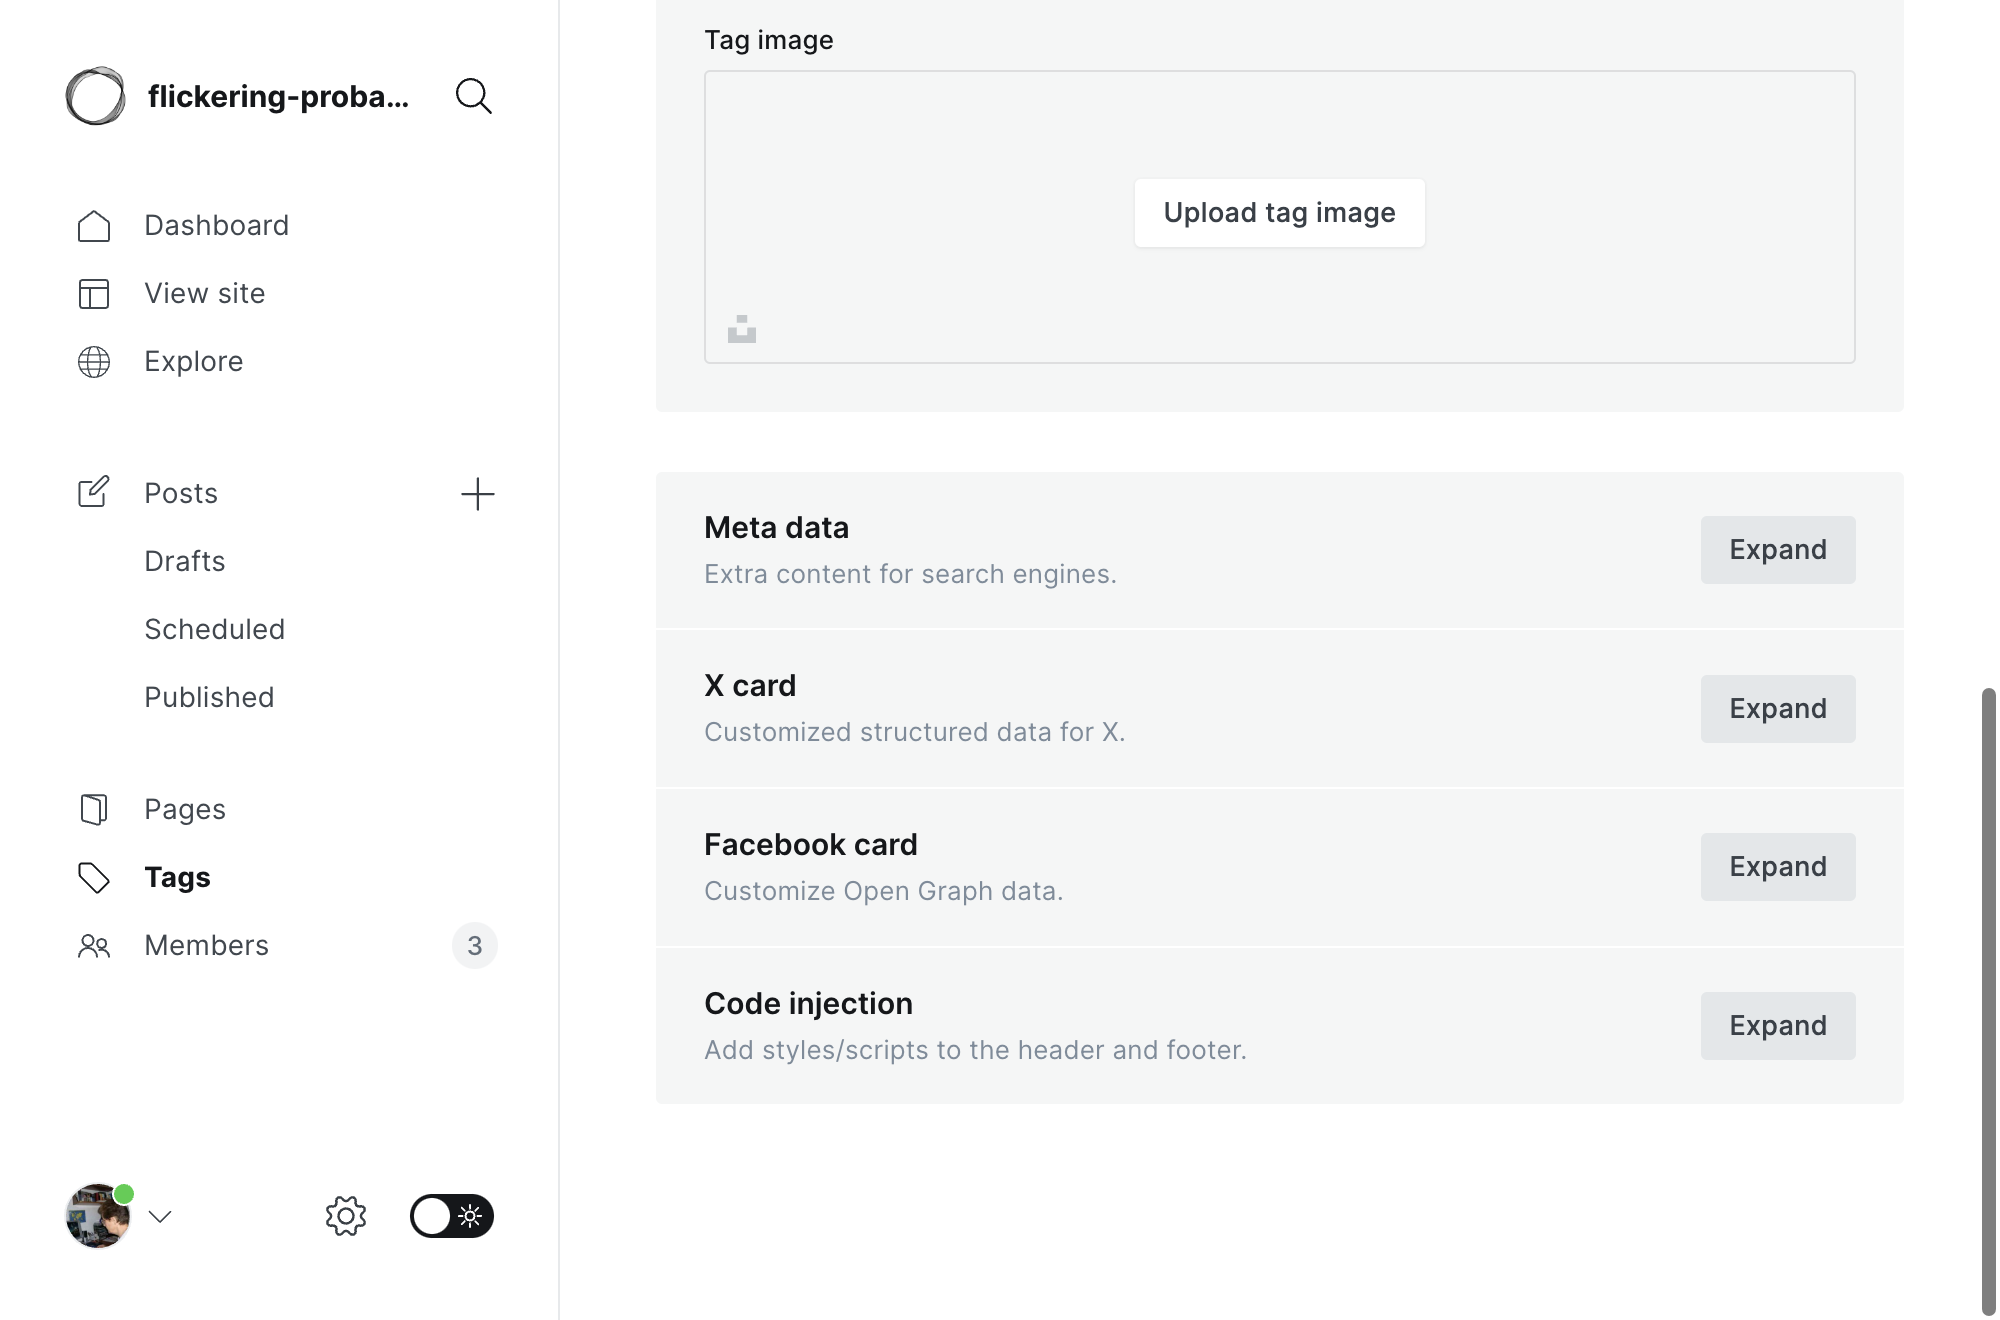 flickering-proba...
Dashboard
View site
Explore
Posts
Drafts
Scheduled
Published
Pages
Tags
Members
3
Tag image
Upload tag image
Meta data
Extra content for search engines.
Expand
X card
Customized structured data for X.
Expand
Facebook card
Customize Open Graph data.
Expand
Code injection
Add styles/scripts to the header and footer.
Expand